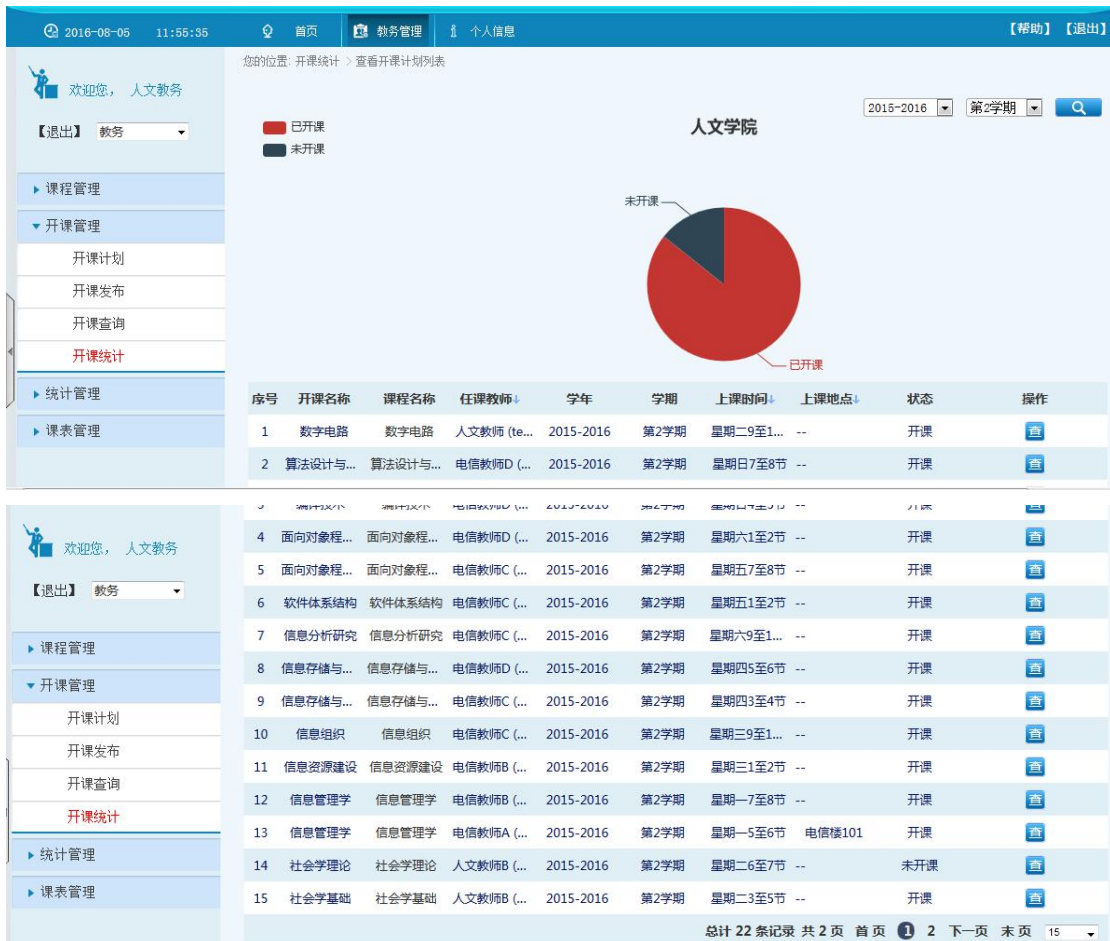 2016-08-05 11:55:35 首页 教务管理 个人信息 【帮助】【退出】
您的位置: 开课统计 > 查看开课计划列表
欢迎您， 人文教务
【退出】 教务
课程管理
开课管理
开课计划
开课发布
开课查询
开课统计
统计管理
课表管理
2015-2016 第2学期
已开课
未开课
人文学院
未开课
已开课
序号 开课名称 课程名称 任课教师↓ 学年 学期 上课时间↓ 上课地点↓ 状态 操作
1 数字电路 数字电路 人文教师 (te... 2015-2016 第2学期 星期二9至1... -- 开课 查
2 算法设计与... 算法设计与... 电信教师D (... 2015-2016 第2学期 星期日7至8节 -- 开课 查
欢迎您， 人文教务
【退出】 教务
课程管理
开课管理
开课计划
开课发布
开课查询
开课统计
统计管理
课表管理
4 面向对象程... 面向对象程... 电信教师D (... 2015-2016 第2学期 星期六1至2节 -- 开课 查
5 面向对象程... 面向对象程... 电信教师C (... 2015-2016 第2学期 星期五7至8节 -- 开课 查
6 软件体系结构 软件体系结构 电信教师C (... 2015-2016 第2学期 星期五1至2节 -- 开课 查
7 信息分析研究 信息分析研究 电信教师C (... 2015-2016 第2学期 星期六9至1... -- 开课 查
8 信息存储与... 信息存储与... 电信教师D (... 2015-2016 第2学期 星期四5至6节 -- 开课 查
9 信息存储与... 信息存储与... 电信教师C (... 2015-2016 第2学期 星期四3至4节 -- 开课 查
10 信息组织 信息组织 电信教师C (... 2015-2016 第2学期 星期三9至1... -- 开课 查
11 信息资源建设 信息资源建设 电信教师B (... 2015-2016 第2学期 星期三1至2节 -- 开课 查
12 信息管理学 信息管理学 电信教师B (... 2015-2016 第2学期 星期一7至8节 -- 开课 查
13 信息管理学 信息管理学 电信教师A (... 2015-2016 第2学期 星期一5至6节 电信楼101 开课 查
14 社会学理论 社会学理论 人文教师B (... 2015-2016 第2学期 星期二6至7节 -- 未开课 查
15 社会学基础 社会学基础 人文教师B (... 2015-2016 第2学期 星期二3至5节 -- 开课 查
总计 22 条记录 共 2 页 首 页 1 2 下一页 末 页 15